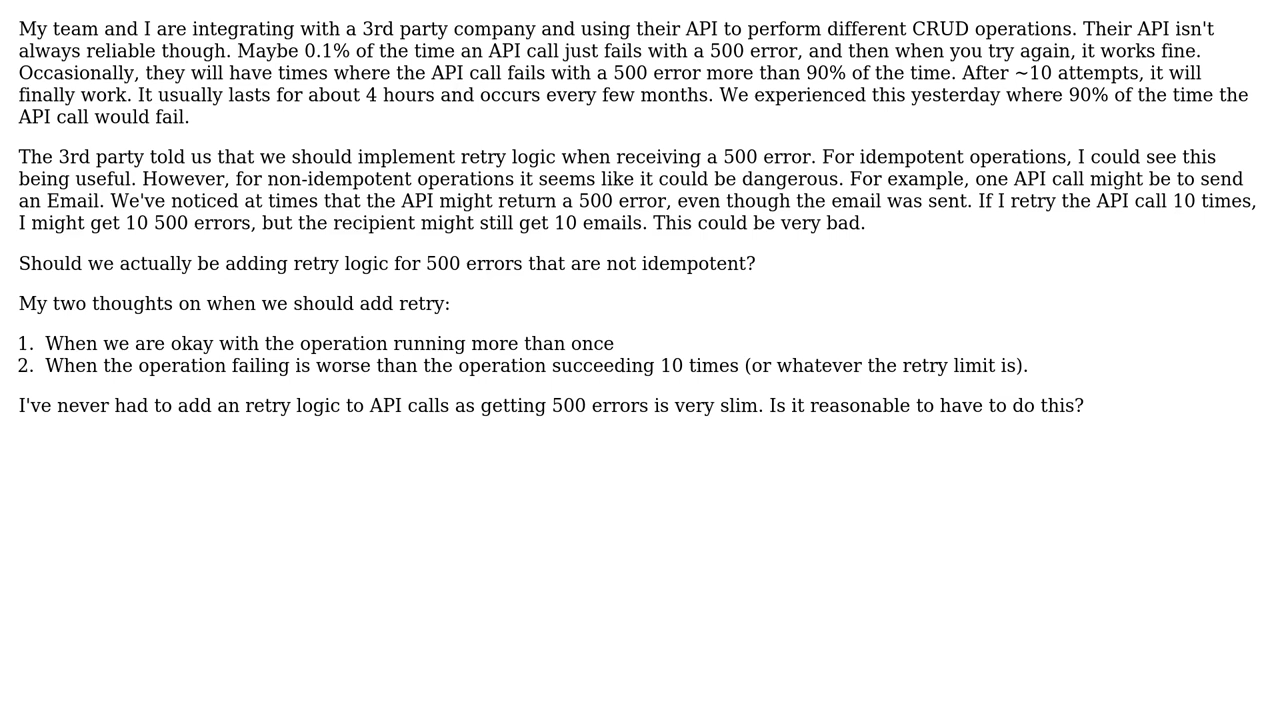 My team and I are integrating with a 3rd party company and using their API to perform different CRUD operations. Their API isn't
always reliable though. Maybe 0.1% of the time an API call just fails with a 500 error, and then when you try again, it works fine.
Occasionally, they will have times where the API call fails with a 500 error more than 90% of the time. After ~10 attempts, it will
finally work. It usually lasts for about 4 hours and occurs every few months. We experienced this yesterday where 90% of the time the
API call would fail.
The 3rd party told us that we should implement retry logic when receiving a 500 error. For idempotent operations, I could see this
being useful. However, for non-idempotent operations it seems like it could be dangerous. For example, one API call might be to send
an Email. We've noticed at times that the API might return a 500 error, even though the email was sent. If I retry the API call 10 times,
I might get 10 500 errors, but the recipient might still get 10 emails. This could be very bad.
Should we actually be adding retry logic for 500 errors that are not idempotent?
My two thoughts on when we should add retry:
1. When we are okay with the operation running more than once
2. When the operation failing is worse than the operation succeeding 10 times (or whatever the retry limit is).
I've never had to add an retry logic to API calls as getting 500 errors is very slim. Is it reasonable to have to do this?